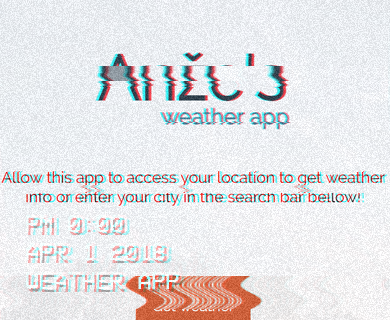 Anžc's
weather app
Allow this app to access your location to get weather
info or enter your city in the search bar bellow!
PM 0:00
APR 1 2018
WEATHER APP
Get weather